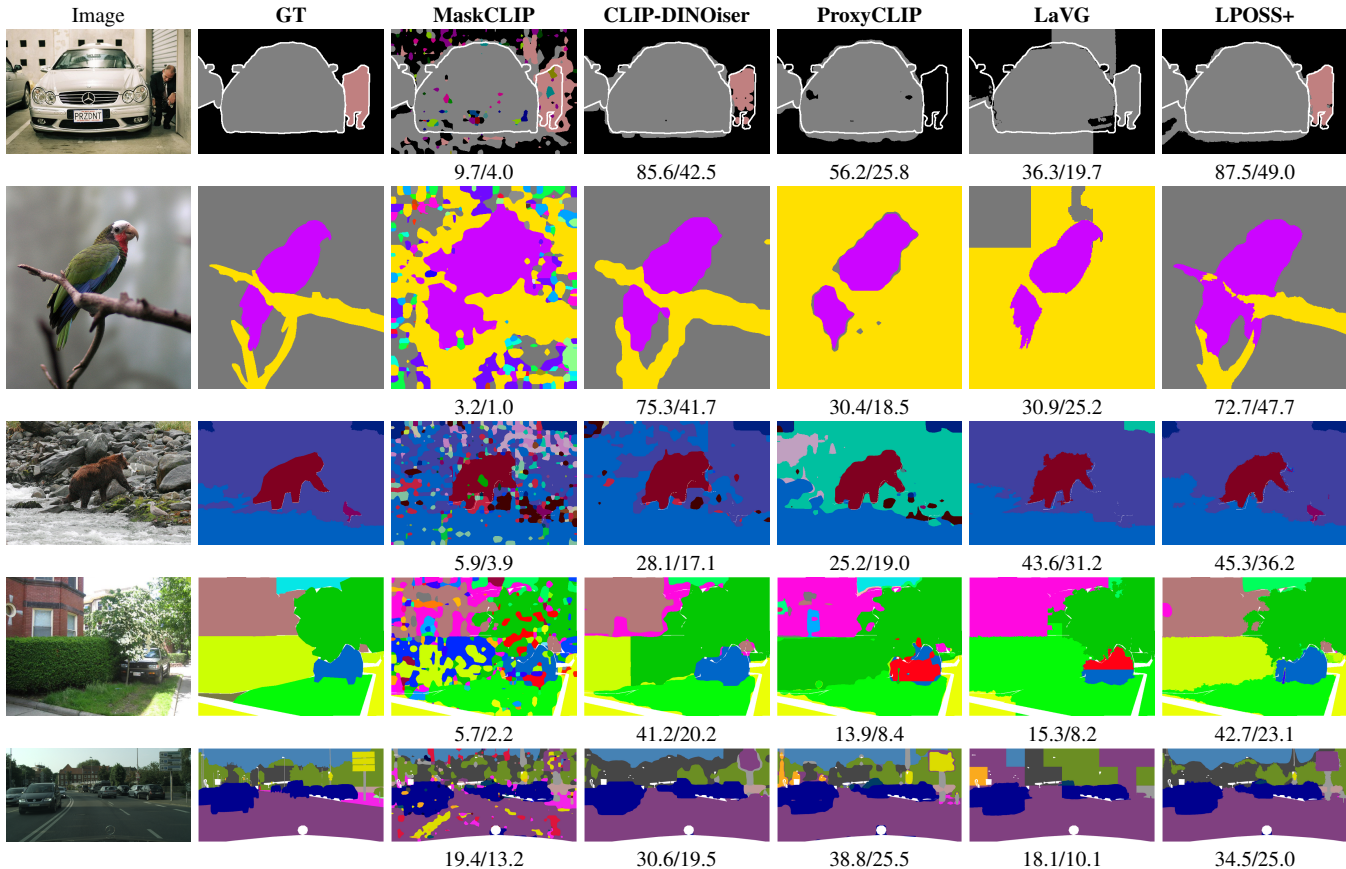 Image GT MaskCLIP CLIP-DINOiser ProxyCLIP LaVG LPOSS+
PRZDNT
9.7/4.0 85.6/42.5 56.2/25.8 36.3/19.7 87.5/49.0
3.2/1.0 75.3/41.7 30.4/18.5 30.9/25.2 72.7/47.7
5.9/3.9 28.1/17.1 25.2/19.0 43.6/31.2 45.3/36.2
5.7/2.2 41.2/20.2 13.9/8.4 15.3/8.2 42.7/23.1
19.4/13.2 30.6/19.5 38.8/25.5 18.1/10.1 34.5/25.0